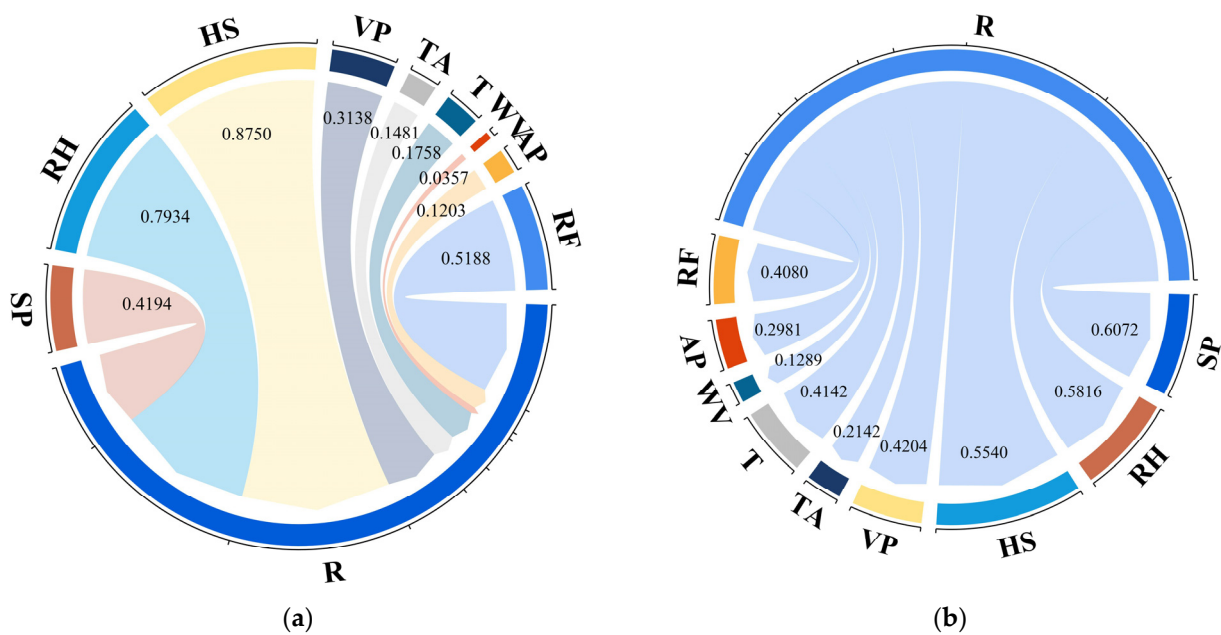 HS
VP
TA
T
WV
AP
RF
RH
SP
R
0.8750
0.3138
0.1481
0.1758
0.0357
0.1203
0.5188
0.7934
0.4194
(a)
R
RF
AP
WV
T
TA
VP
HS
RH
SP
0.4080
0.2981
0.1289
0.4142
0.2142
0.4204
0.5540
0.5816
0.6072
(b)